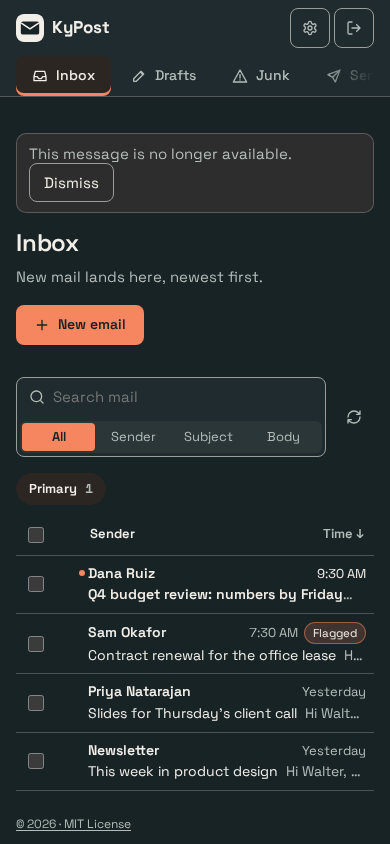 KyPost
Inbox
Drafts
Junk
This message is no longer available.
Dismiss
Inbox
New mail lands here, newest first.
New email
Search mail
All
Sender
Subject
Body
Primary 1
Sender
Time ↓
Dana Ruiz
9:30 AM
Q4 budget review: numbers by Friday...
Sam Okafor
7:30 AM
Flagged
Contract renewal for the office lease H...
Priya Natarajan
Yesterday
Slides for Thursday's client call Hi Walt...
Newsletter
Yesterday
This week in product design Hi Walter, ...
© 2026 · MIT License